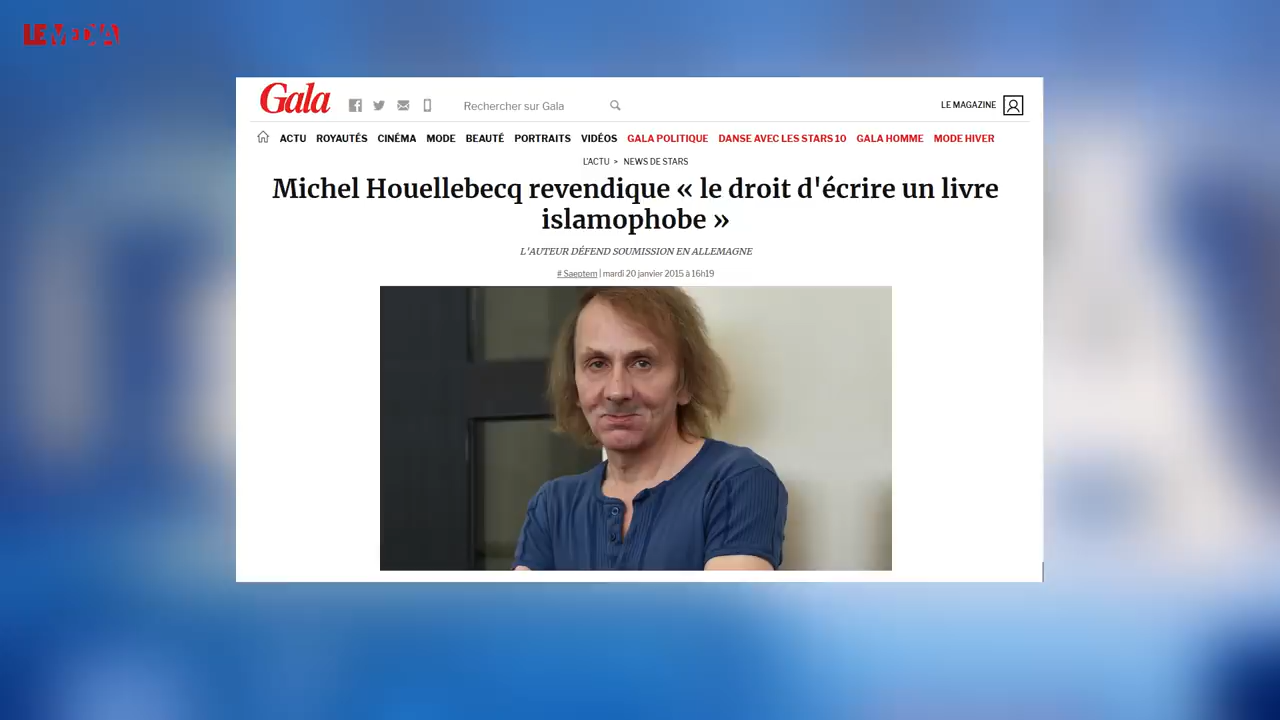 LE MEDIA
Gala
Rechercher sur Gala
LE MAGAZINE
ACTU ROYAUTÉS CINÉMA MODE BEAUTÉ PORTRAITS VIDÉOS GALA POLITIQUE DANSE AVEC LES STARS 10 GALA HOMME MODE HIVER
L'ACTU > NEWS DE STARS
Michel Houellebecq revendique « le droit d'écrire un livre
islamophobe »
L'AUTEUR DÉFEND SOUMISSION EN ALLEMAGNE
# Saeptem | mardi 20 janvier 2015 à 16h19